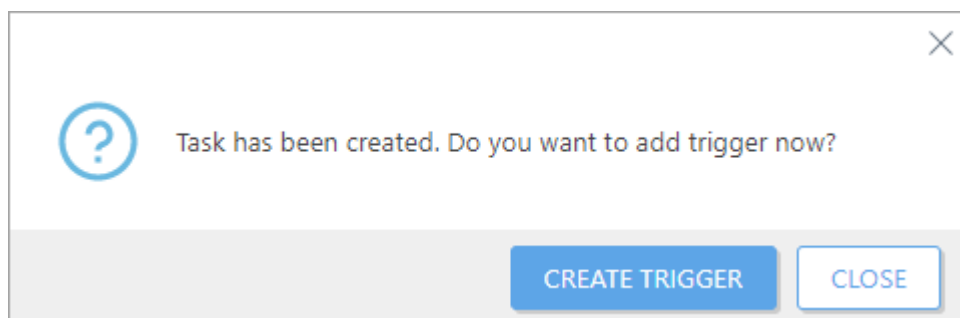 Task has been created. Do you want to add trigger now?
CREATE TRIGGER
CLOSE